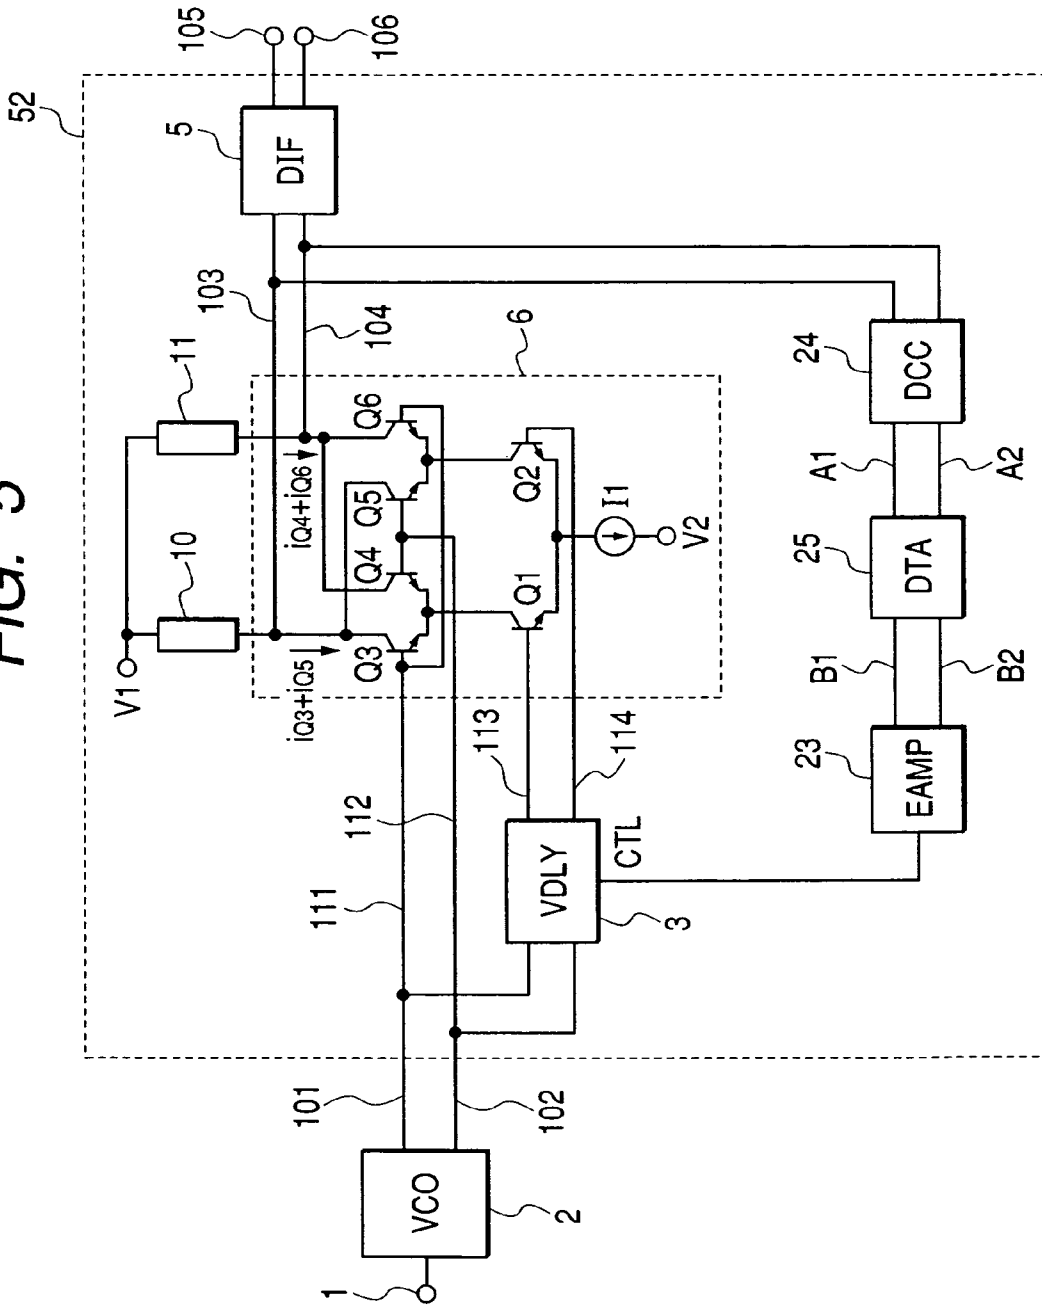 FIG. 5
52
105
106
5
DIF
103
104
11
10
V1
6
iQ4+iQ6
iQ3+iQ5
Q6
Q5
Q4
Q3
Q2
Q1
I1
V2
24
DCC
A1
A2
25
DTA
B1
B2
23
EAMP
113
114
112
111
VDLY
CTL
3
101
102
VCO
2
1